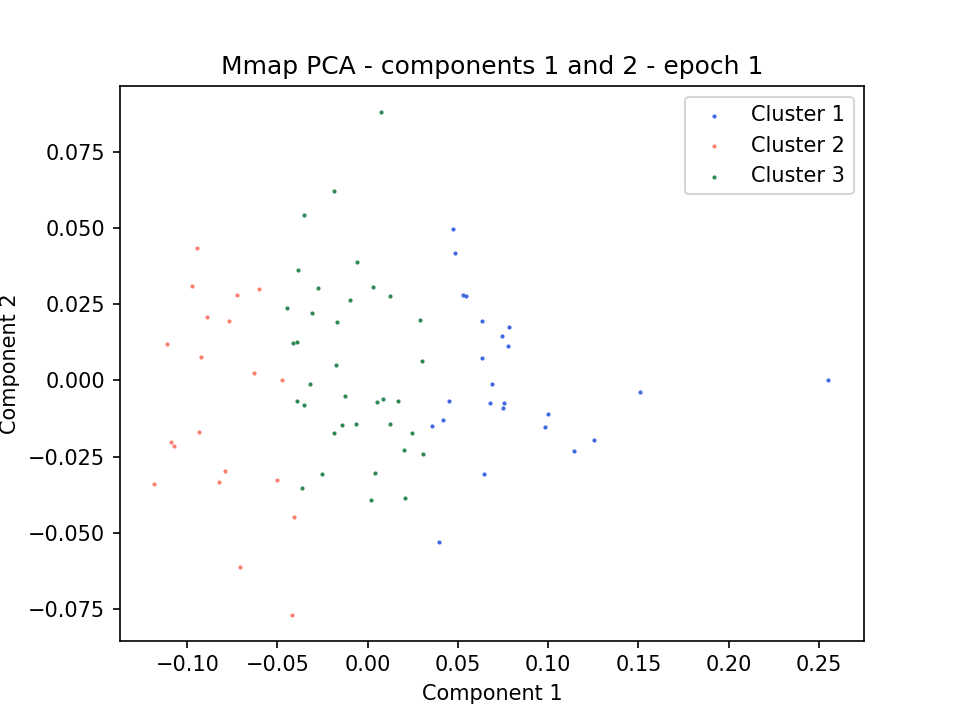 Mmap PCA - components 1 and 2 - epoch 1
Cluster 1
Cluster 2
Cluster 3
Component 2
0.075
0.050
0.025
0.000
−0.025
−0.050
−0.075
−0.10 −0.05 0.00 0.05 0.10 0.15 0.20 0.25
Component 1